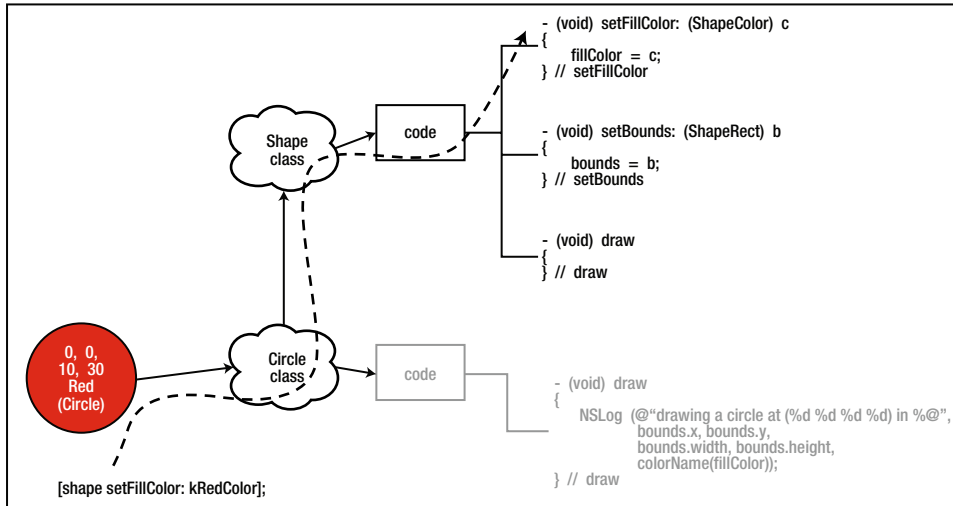 - (void) setFillColor: (ShapeColor) c
{
fillColor = c;
} // setFillColor
Shape
class
code
- (void) setBounds: (ShapeRect) b
{
bounds = b;
} // setBounds
- (void) draw
{
} // draw
0, 0,
10, 30
Red
(Circle)
Circle
class
code
- (void) draw
{
NSLog (@“drawing a circle at (%d %d %d %d) in %@”,
bounds.x, bounds.y,
bounds.width, bounds.height,
colorName(fillColor));
} // draw
[shape setFillColor: kRedColor];